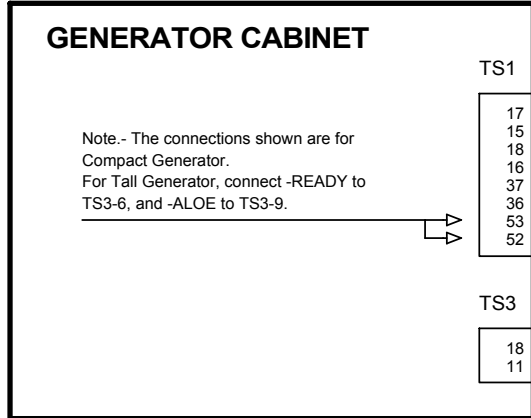 GENERATOR CABINET
TS1
17
15
18
16
37
36
53
52
Note.- The connections shown are for
Compact Generator.
For Tall Generator, connect -READY to
TS3-6, and -ALOE to TS3-9.
TS3
18
11